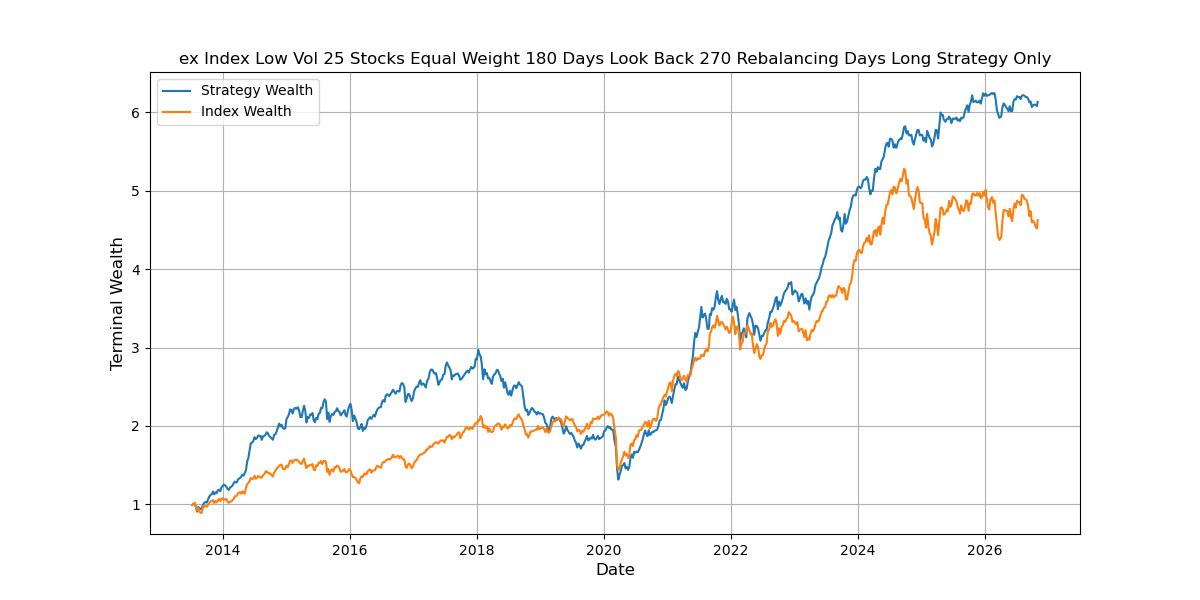 ex Index Low Vol 25 Stocks Equal Weight 180 Days Look Back 270 Rebalancing Days Long Strategy Only
Strategy Wealth
Index Wealth
Terminal Wealth
6
5
4
3
2
1
2014 2016 2018 2020 2022 2024 2026
Date